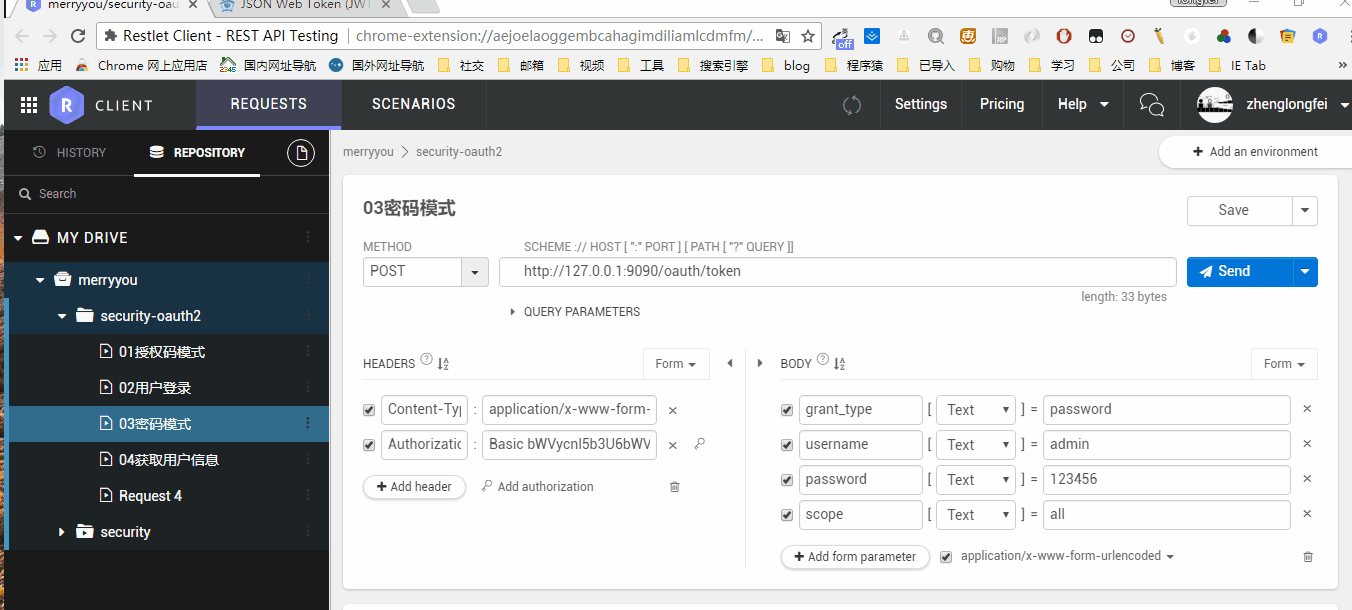 merryyou/security-oau
JSON Web Token (JWT
Restlet Client - REST API Testing chrome-extension://aejoelaoggembcahagimdiliamlcdmfm/...
off
应用 Chrome 网上应用店 国内网址导航 国外网址导航 社交 邮箱 视频 工具 搜索引擎 blog 程序猿 已导入 购物 学习 公司 博客 IE Tab »
R CLIENT REQUESTS SCENARIOS Settings Pricing Help zhenglongfei
HISTORY REPOSITORY
merryyou > security-oauth2
+ Add an environment
Search
MY DRIVE
merryyou
security-oauth2
01授权码模式
02用户登录
03密码模式
04获取用户信息
Request 4
security
03密码模式
Save
METHOD SCHEME :// HOST [ ":" PORT ] [ PATH [ "?" QUERY ]]
POST http://127.0.0.1:9090/oauth/token Send
length: 33 bytes
QUERY PARAMETERS
HEADERS ? Form
Content-Typ : application/x-www-form- ×
Authorizatic : Basic bWVycnl5b3U6bWV ×
+ Add header Add authorization
BODY ? Form
grant_type [ Text ] = password ×
username [ Text ] = admin ×
password [ Text ] = 123456 ×
scope [ Text ] = all ×
+ Add form parameter application/x-www-form-urlencoded